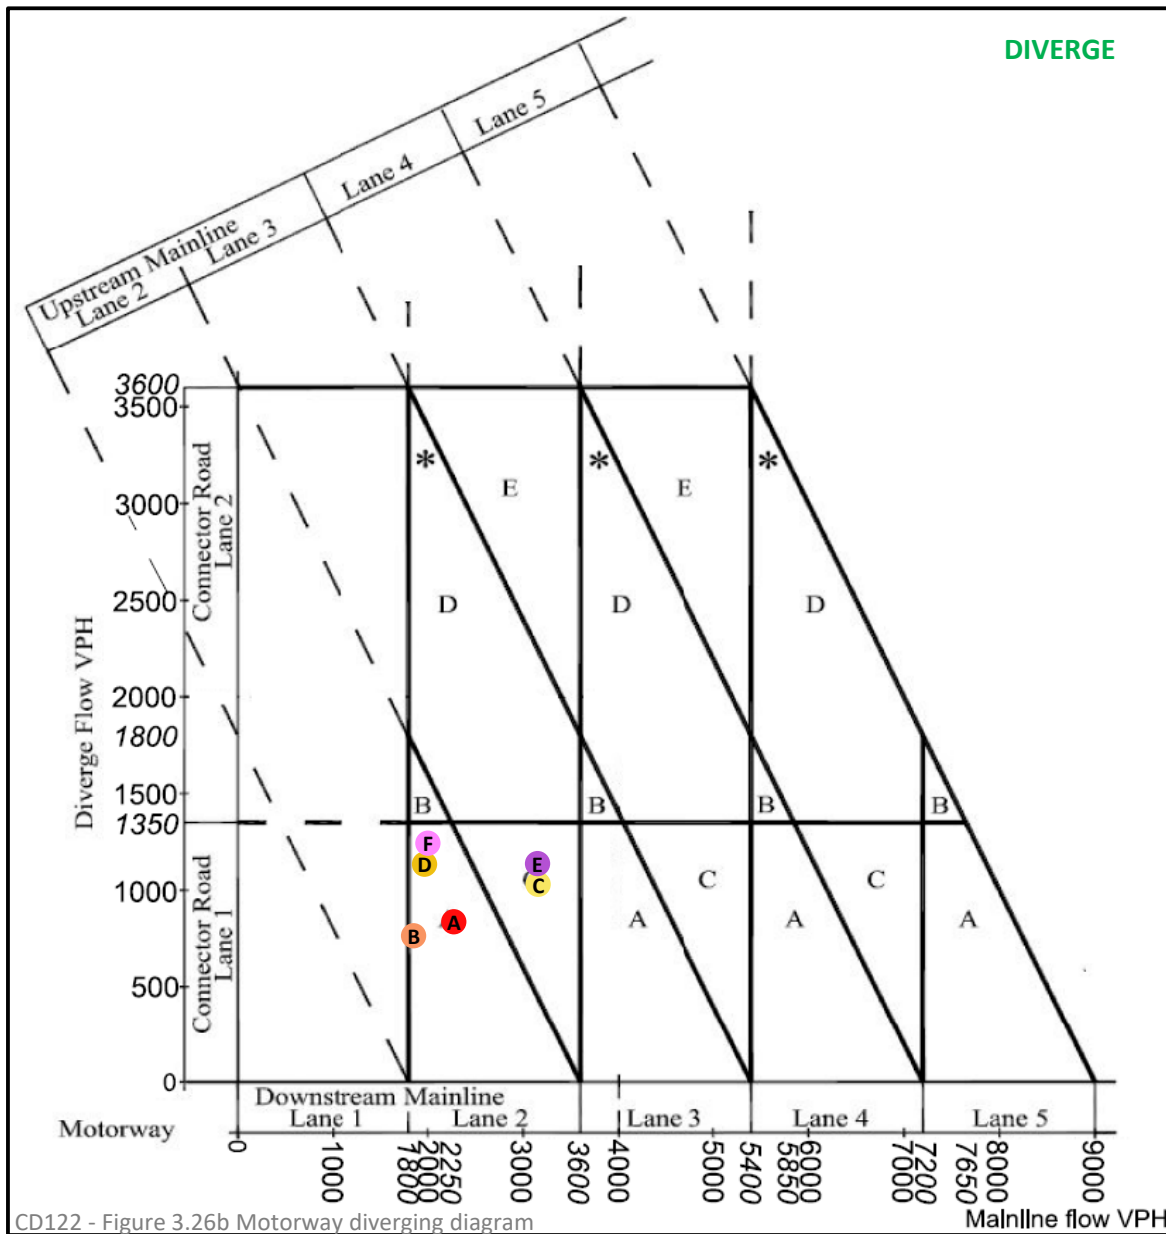 DIVERGE
Lane 5
Lane 4
Upstream Mainline
Lane 3
Lane 2
3600
3500
3000
2500
2000
1800
1500
1350
1000
500
0
Diverge Flow VPH
Connector Road
Lane 2
Connector Road
Lane 1
*
*
*
E
E
D
D
D
B
B
B
B
F
D
E
C
C
C
A
A
A
A
B
Downstream Mainline
Lane 1
Lane 2
Lane 3
Lane 4
Lane 5
Motorway
0
1000
1800
2000
2250
3000
3600
4000
5000
5400
5850
6000
7000
7200
7650
8000
9000
Mainline flow VPH
CD122 - Figure 3.26b Motorway diverging diagram